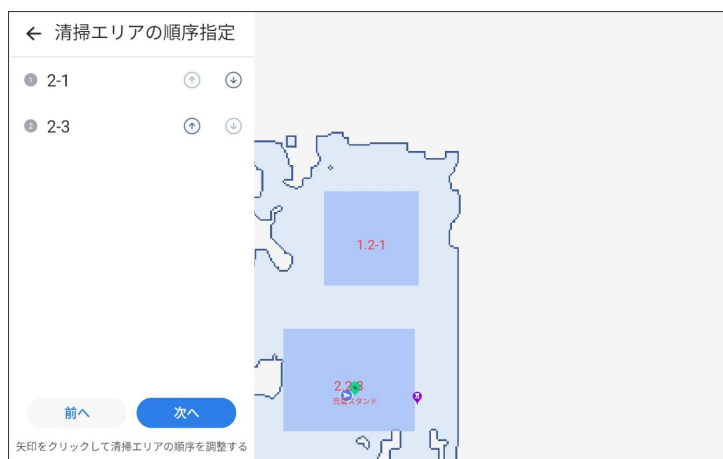 清掃エリアの順序指定
1 2-1
2 2-3
前へ
次へ
矢印をクリックして清掃エリアの順序を調整する
1.2-1
2.2-3
充電スタンド